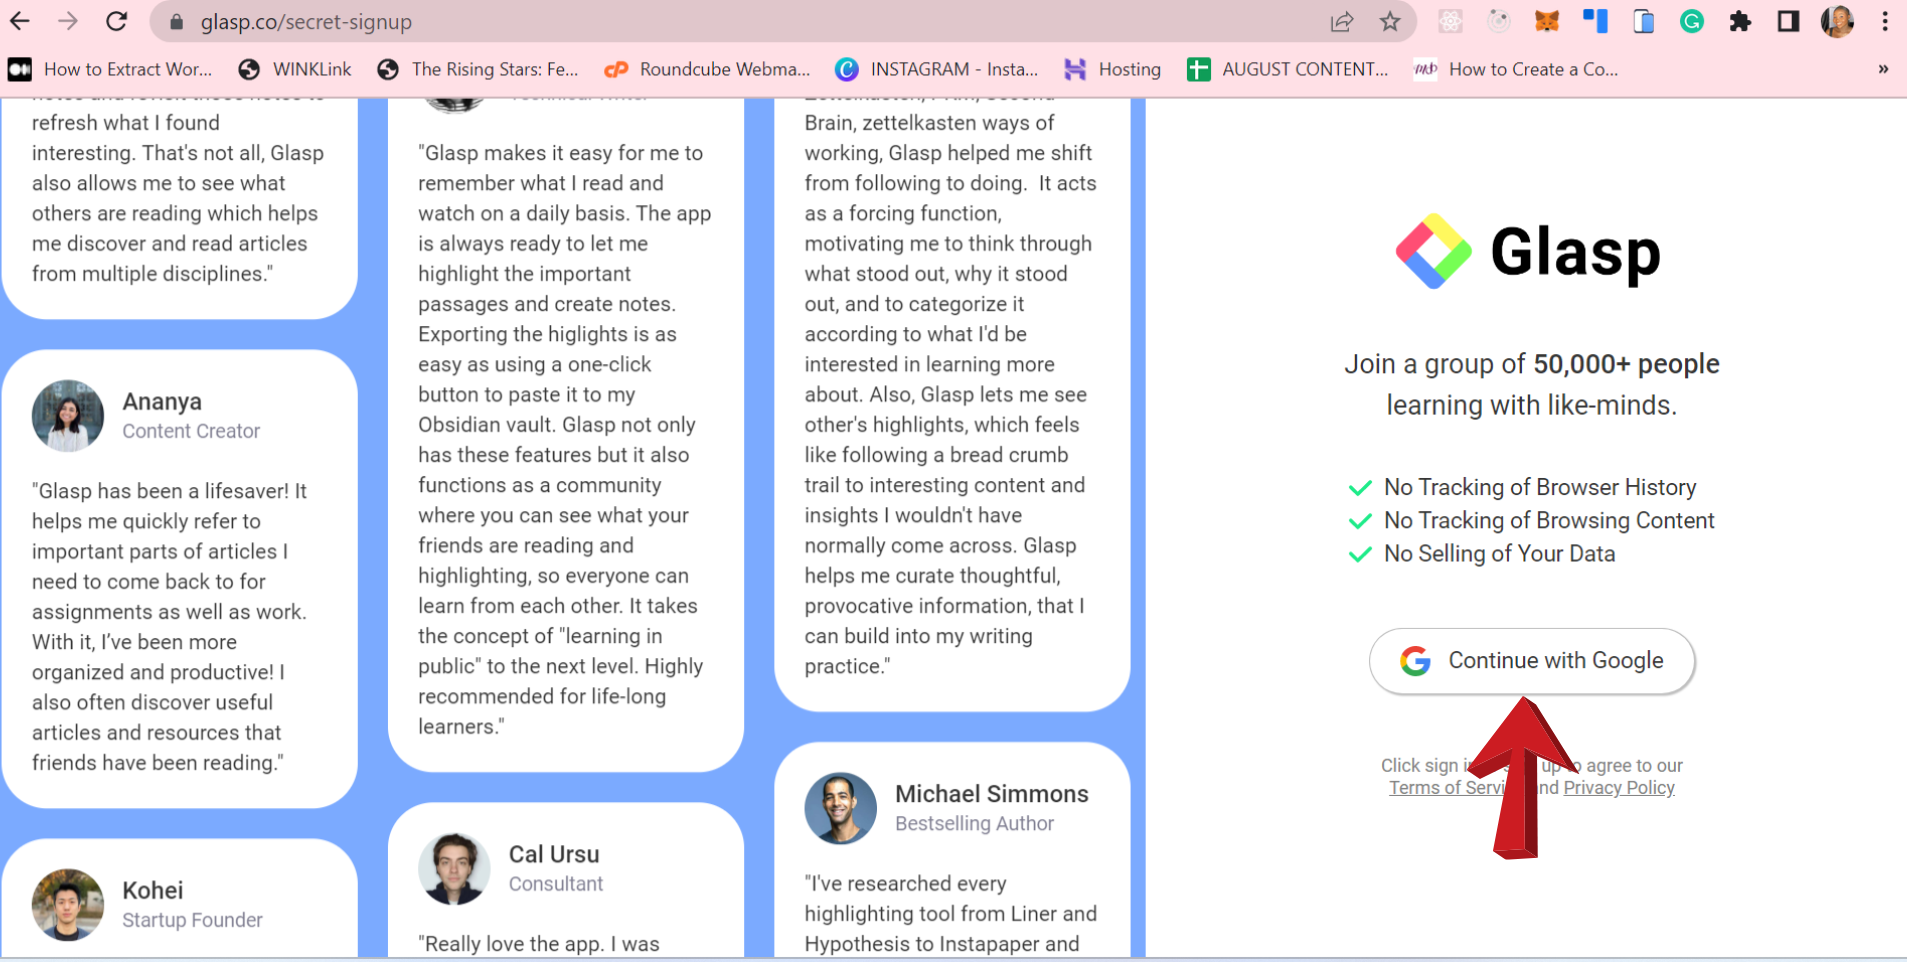 glasp.co/secret-signup
How to Extract Wor...
WINKLink
The Rising Stars: Fe...
Roundcube Webma...
INSTAGRAM - Insta...
Hosting
AUGUST CONTENT...
How to Create a Co...
»
refresh what I found
interesting. That's not all, Glasp
also allows me to see what
others are reading which helps
me discover and read articles
from multiple disciplines."
Ananya
Content Creator
"Glasp has been a lifesaver! It
helps me quickly refer to
important parts of articles I
need to come back to for
assignments as well as work.
With it, I’ve been more
organized and productive! I
also often discover useful
articles and resources that
friends have been reading."
Kohei
Startup Founder
"Glasp makes it easy for me to
remember what I read and
watch on a daily basis. The app
is always ready to let me
highlight the important
passages and create notes.
Exporting the higlights is as
easy as using a one-click
button to paste it to my
Obsidian vault. Glasp not only
has these features but it also
functions as a community
where you can see what your
friends are reading and
highlighting, so everyone can
learn from each other. It takes
the concept of "learning in
public" to the next level. Highly
recommended for life-long
learners."
Cal Ursu
Consultant
"Really love the app. I was
Zettelkasten, PKM, Second
Brain, zettelkasten ways of
working, Glasp helped me shift
from following to doing.  It acts
as a forcing function,
motivating me to think through
what stood out, why it stood
out, and to categorize it
according to what I'd be
interested in learning more
about. Also, Glasp lets me see
other's highlights, which feels
like following a bread crumb
trail to interesting content and
insights I wouldn't have
normally come across. Glasp
helps me curate thoughtful,
provocative information, that I
can build into my writing
practice."
Michael Simmons
Bestselling Author
"I've researched every
highlighting tool from Liner and
Hypothesis to Instapaper and
Glasp
Join a group of 50,000+ people
learning with like-minds.
No Tracking of Browser History
No Tracking of Browsing Content
No Selling of Your Data
Continue with Google
Click sign in up to agree to our
Terms of Service and Privacy Policy